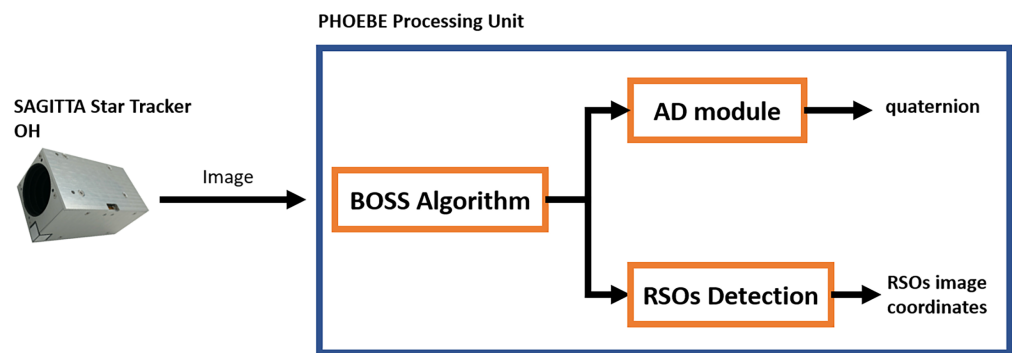 PHOEBE Processing Unit
SAGITTA Star Tracker
OH
Image
BOSS Algorithm
AD module
quaternion
RSOs Detection
RSOs image
coordinates